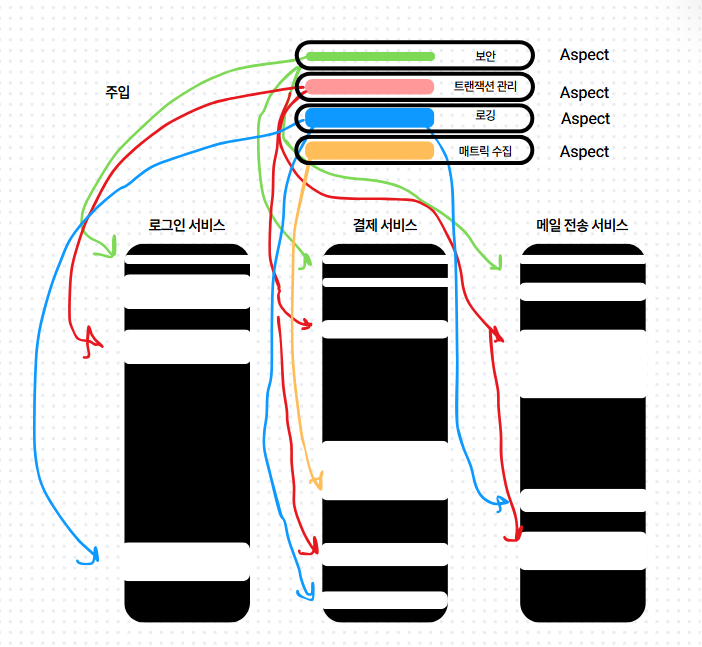 보안 Aspect
트랜잭션 관리 Aspect
주입
로깅 Aspect
매트릭 수집 Aspect
로그인 서비스 결제 서비스 메일 전송 서비스